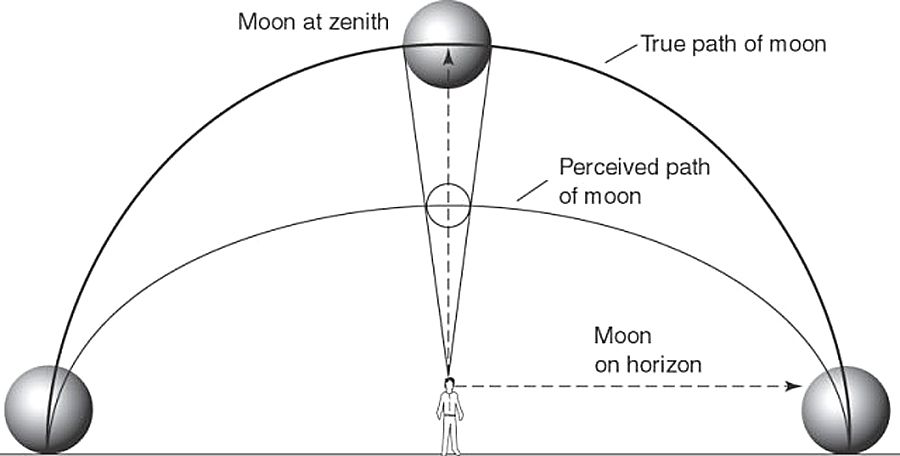 Moon at zenith
True path of moon
Perceived path
of moon
Moon
on horizon